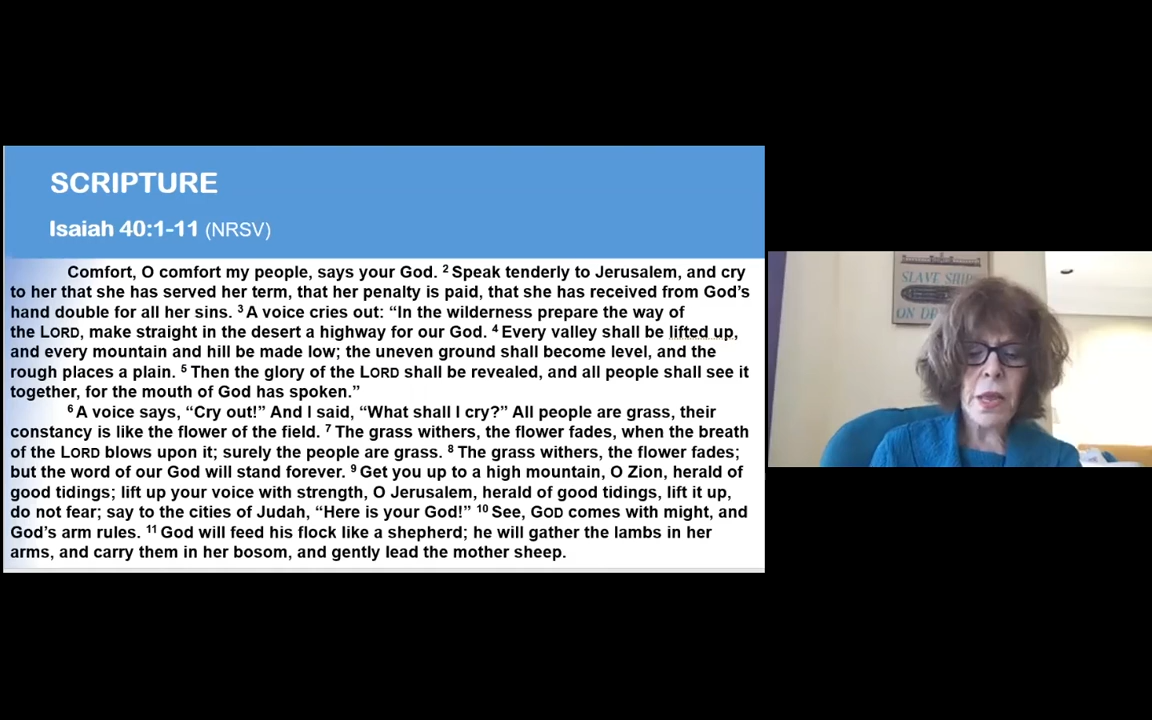 SCRIPTURE
Isaiah 40:1-11 (NRSV)
Comfort, O comfort my people, says your God. 2 Speak tenderly to Jerusalem, and cry
to her that she has served her term, that her penalty is paid, that she has received from God’s
hand double for all her sins. 3 A voice cries out: “In the wilderness prepare the way of
the LORD, make straight in the desert a highway for our God. 4 Every valley shall be lifted up,
and every mountain and hill be made low; the uneven ground shall become level, and the
rough places a plain. 5 Then the glory of the LORD shall be revealed, and all people shall see it
together, for the mouth of God has spoken.”
6 A voice says, “Cry out!” And I said, “What shall I cry?” All people are grass, their
constancy is like the flower of the field. 7 The grass withers, the flower fades, when the breath
of the LORD blows upon it; surely the people are grass. 8 The grass withers, the flower fades;
but the word of our God will stand forever. 9 Get you up to a high mountain, O Zion, herald of
good tidings; lift up your voice with strength, O Jerusalem, herald of good tidings, lift it up,
do not fear; say to the cities of Judah, “Here is your God!” 10 See, GOD comes with might, and
God’s arm rules. 11 God will feed his flock like a shepherd; he will gather the lambs in her
arms, and carry them in her bosom, and gently lead the mother sheep.
SLAVE SHIP
ON